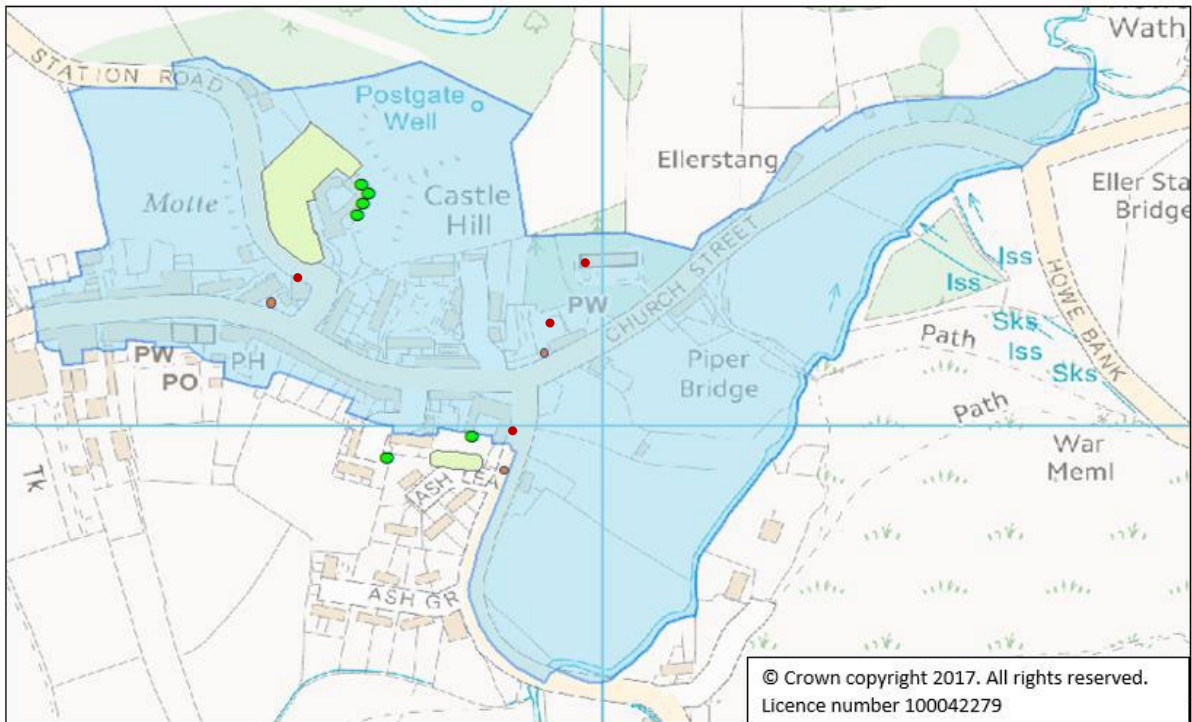 Wath
STATION ROAD
Postgate
Well
Ellerstang
Motte
Castle
Hill
Eller Sta
Bridge
Iss
Iss
HOWE BANK
CHURCH STREET
PW
Sks
Iss
Sks
Path
PW
PH
PO
Piper
Bridge
Path
War
Meml
Tk
ASH LEA
ASH GR
© Crown copyright 2017. All rights reserved.
Licence number 100042279